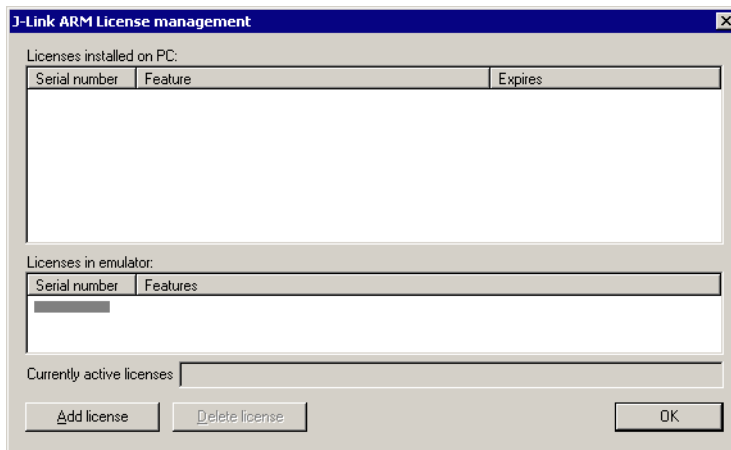 J-Link ARM License management
Licenses installed on PC:
Serial number Feature Expires
Licenses in emulator:
Serial number Features
Currently active licenses
Add license Delete license OK